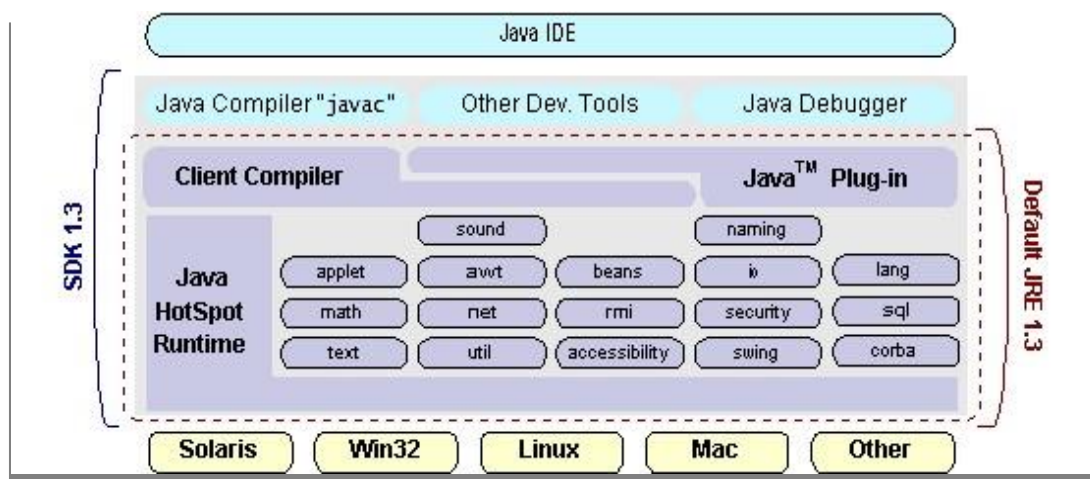 Java IDE
Java Compiler "javac"
Other Dev. Tools
Java Debugger
Client Compiler
Java™ Plug-in
SDK 1.3
Default JRE 1.3
Java
HotSpot
Runtime
sound
naming
applet
awt
beans
io
lang
math
net
rmi
security
sql
text
util
accessibility
swing
corba
Solaris
Win32
Linux
Mac
Other